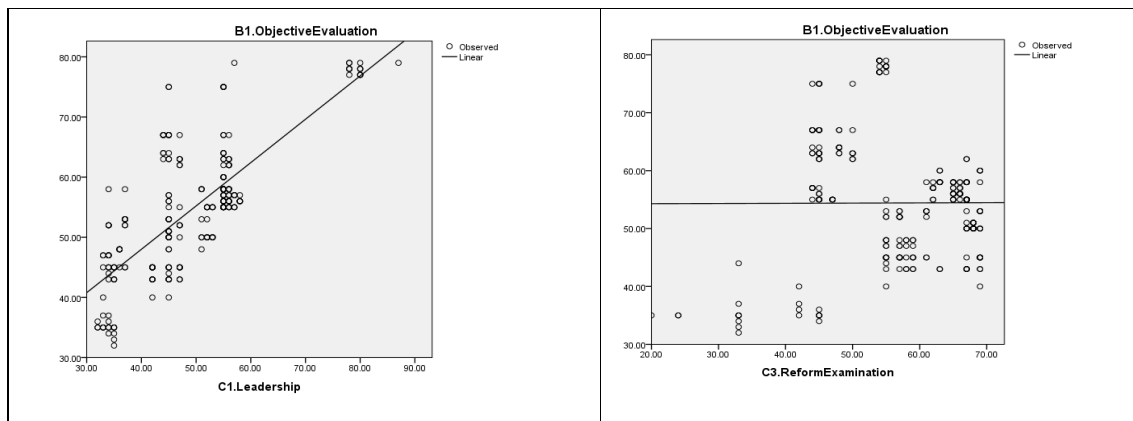 B1.ObjectiveEvaluation
Observed
Linear
80.00
70.00
60.00
50.00
40.00
30.00
30.00 40.00 50.00 60.00 70.00 80.00 90.00
C1.Leadership
B1.ObjectiveEvaluation
Observed
Linear
80.00
70.00
60.00
50.00
40.00
30.00
20.00 30.00 40.00 50.00 60.00 70.00
C3.ReformExamination